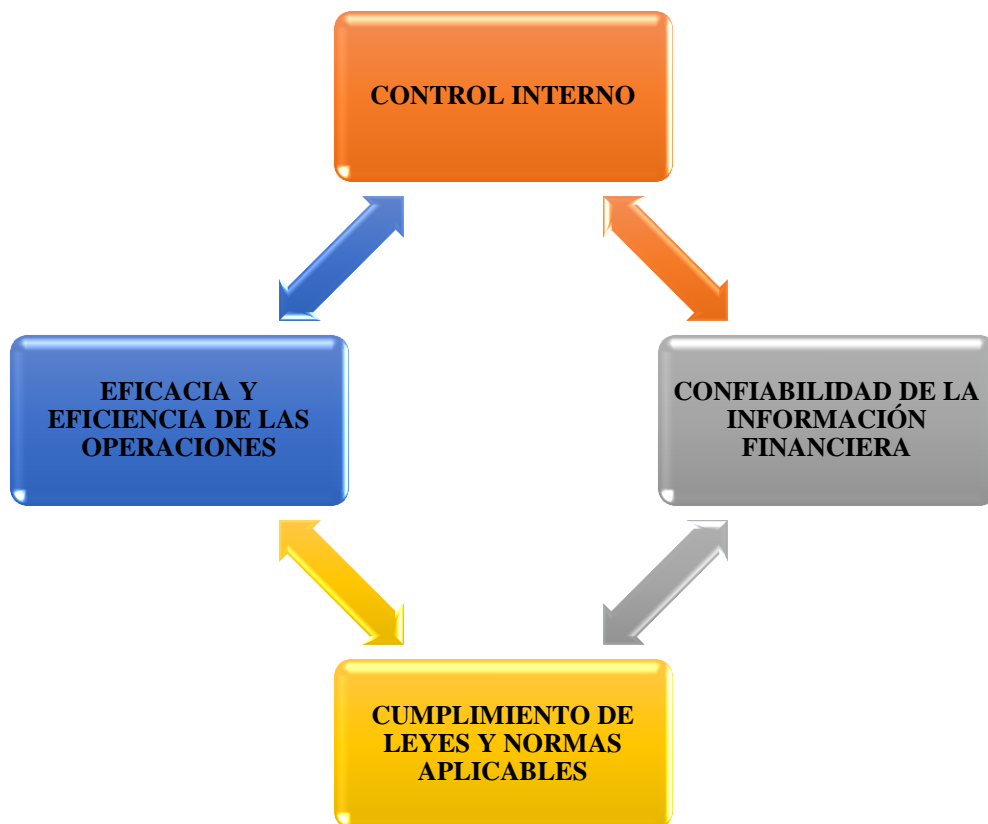 CONTROL INTERNO
EFICACIA Y
EFICIENCIA DE LAS
OPERACIONES
CONFIABILIDAD DE LA
INFORMACIÓN
FINANCIERA
CUMPLIMIENTO DE
LEYES Y NORMAS
APLICABLES